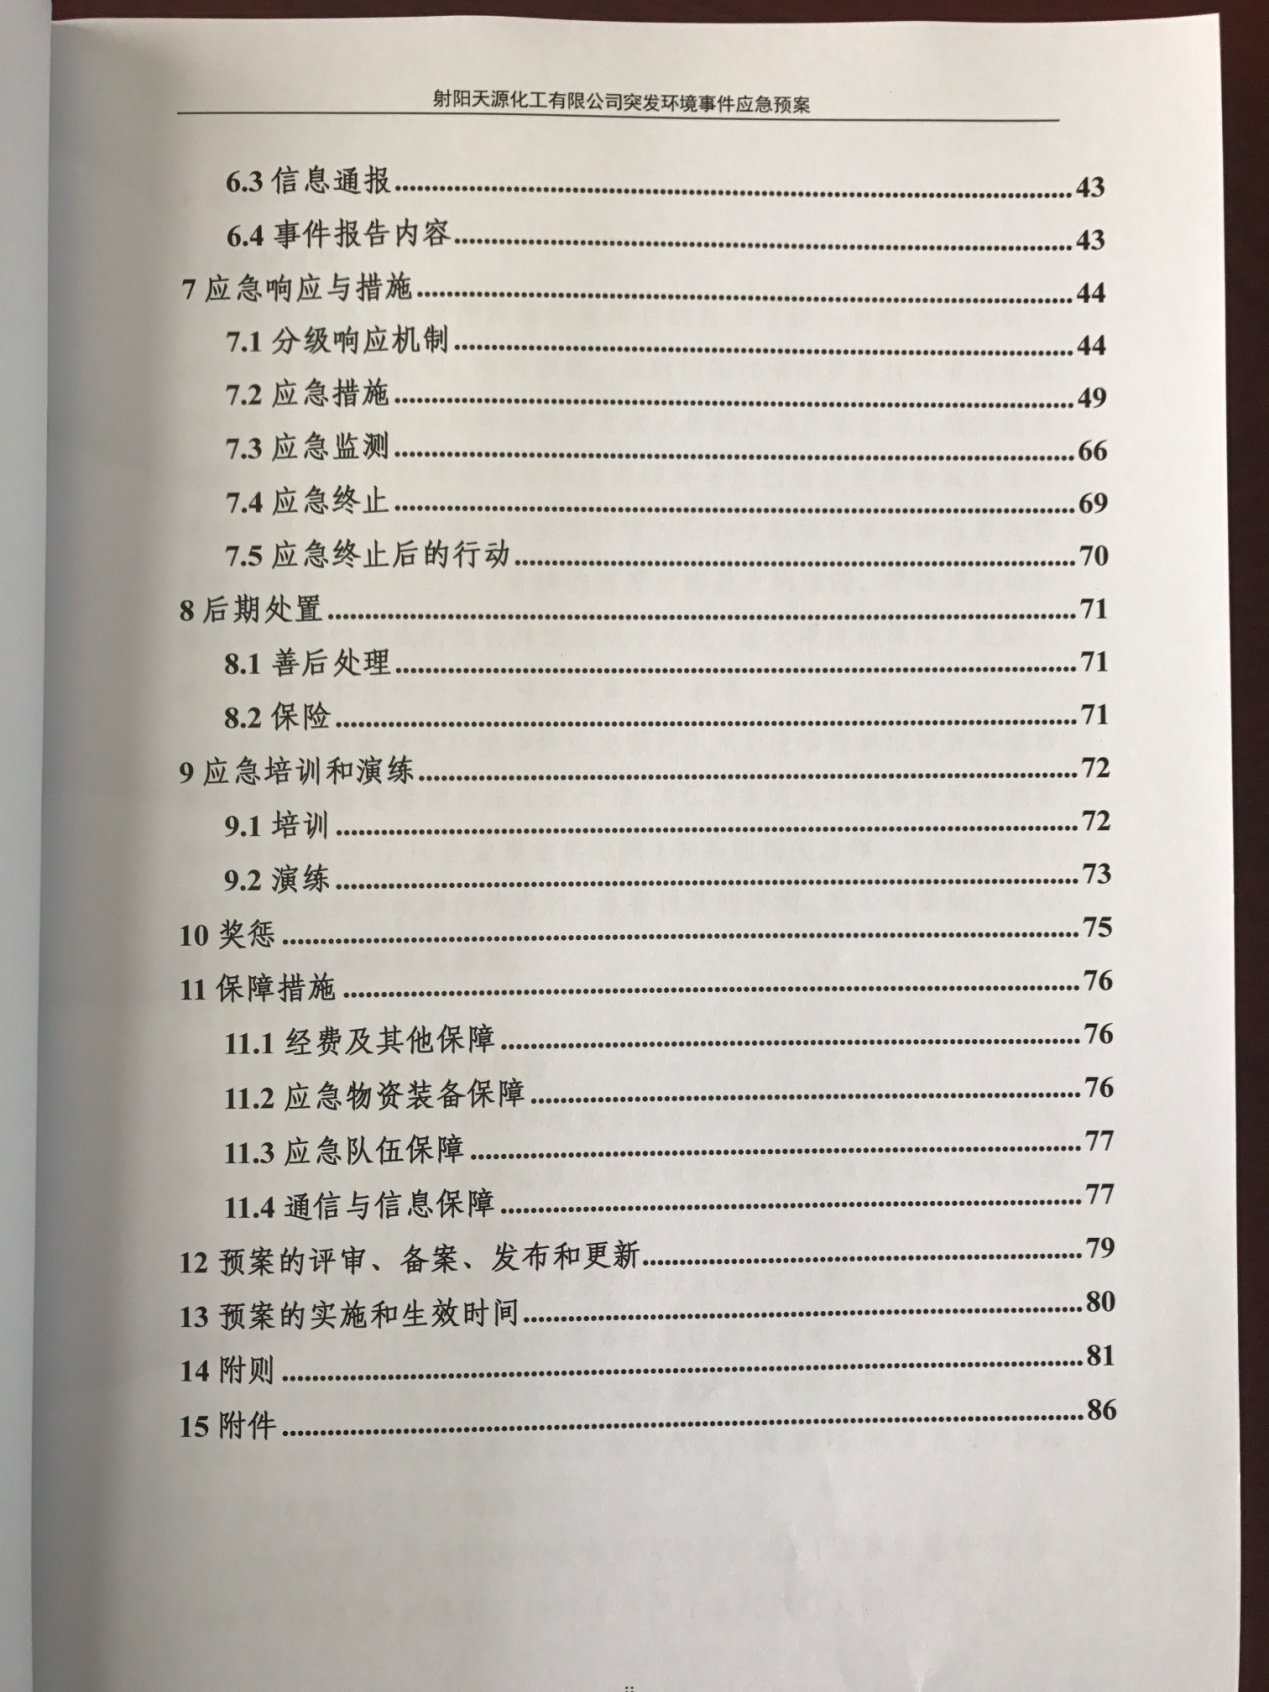 射阳天源化工有限公司突发环境事件应急预案
6.3 信息通报........................................43
6.4 事件报告内容........................................43
7 应急响应与措施........................................44
7.1 分级响应机制........................................44
7.2 应急措施........................................49
7.3 应急监测........................................66
7.4 应急终止........................................69
7.5 应急终止后的行动........................................70
8 后期处置........................................71
8.1 善后处理........................................71
8.2 保险........................................71
9 应急培训和演练........................................72
9.1 培训........................................72
9.2 演练........................................73
10 奖惩........................................75
11 保障措施........................................76
11.1 经费及其他保障........................................76
11.2 应急物资装备保障........................................76
11.3 应急队伍保障........................................77
11.4 通信与信息保障........................................77
12 预案的评审、备案、发布和更新........................................79
13 预案的实施和生效时间........................................80
14 附则........................................81
15 附件........................................86